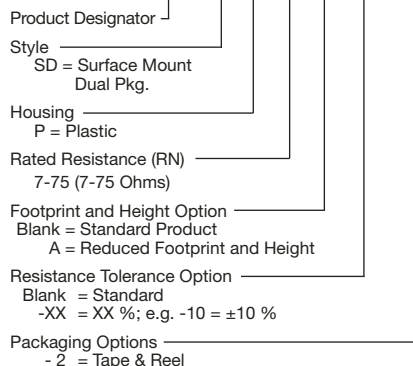 Product Designator
Style
SD = Surface Mount
Dual Pkg.
Housing
P = Plastic
Rated Resistance (RN)
7-75 (7-75 Ohms)
Footprint and Height Option
Blank = Standard Product
A = Reduced Footprint and Height
Resistance Tolerance Option
Blank = Standard
-XX = XX %; e.g. -10 = ±10 %
Packaging Options
- 2 = Tape & Reel